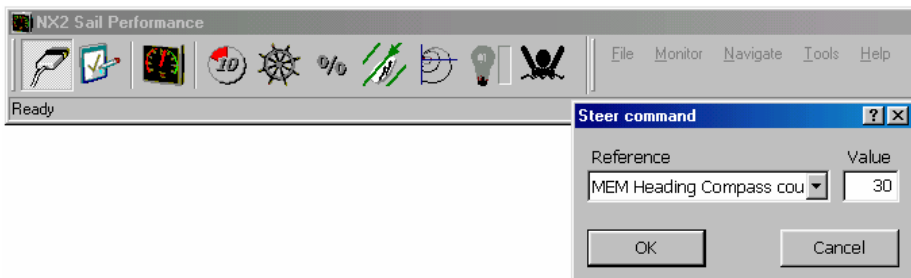 NX2 Sail Performance
10 % N
File Monitor Navigate Tools Help
Ready
Steer command
Reference Value
MEM Heading Compass cou 30
OK Cancel